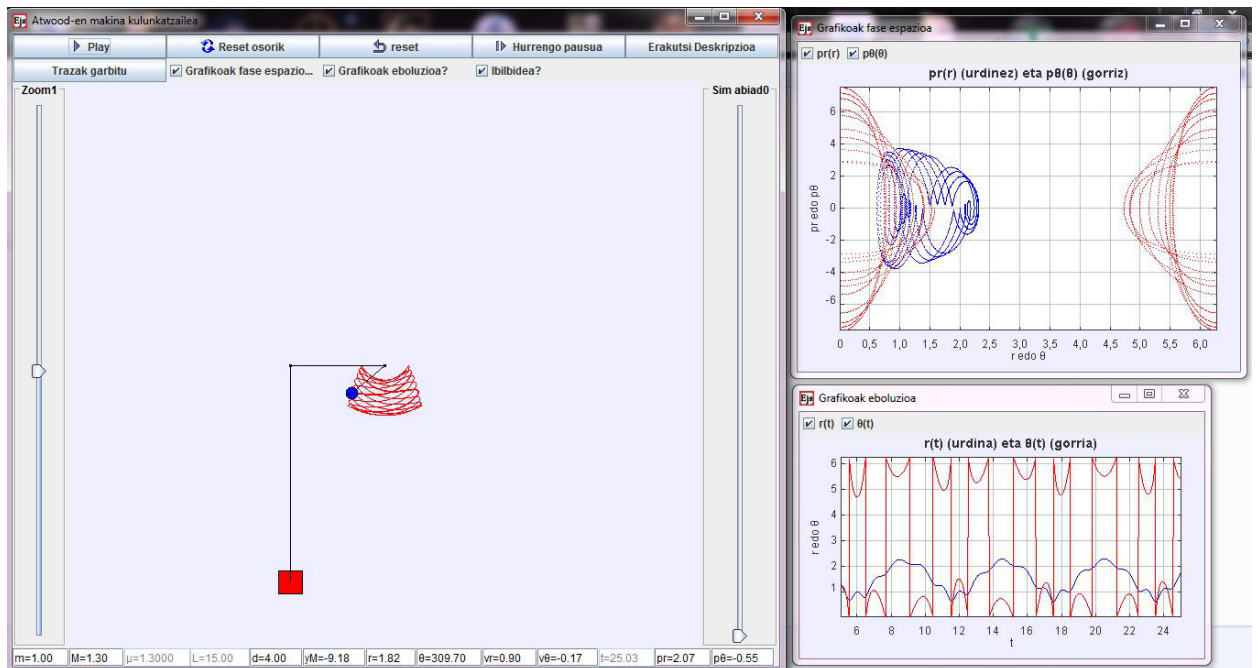 Atwood-en makina kulunkatzailea
Play Reset osorik reset Hurrengo pausua Erakutsi Deskripzioa
Trazak garbitu Grafikoak fase espazio... Grafikoak eboluzioa? Ibilbidea?
Zoom1 Sim abiad0
m=1.00 M=1.30 μ=1.3000 L=15.00 d=4.00 yM=-9.18 r=1.82 θ=309.70 vr=0.90 vθ=-0.17 t=25.03 pr=2.07 pθ=-0.55
Grafikoak fase espazioa
pr(r) pθ(θ)
pr(r) (urdinez) eta pθ(θ) (gorriz)
pr edo pθ
6
4
2
0
-2
-4
-6
0 0,5 1,0 1,5 2,0 2,5 3,0 3,5 4,0 4,5 5,0 5,5 6,0
r edo θ
Grafikoak eboluzioa
r(t) θ(t)
r(t) (urdina) eta θ(t) (gorria)
r edo θ
6
5
4
3
2
1
6 8 10 12 14 16 18 20 22 24
t